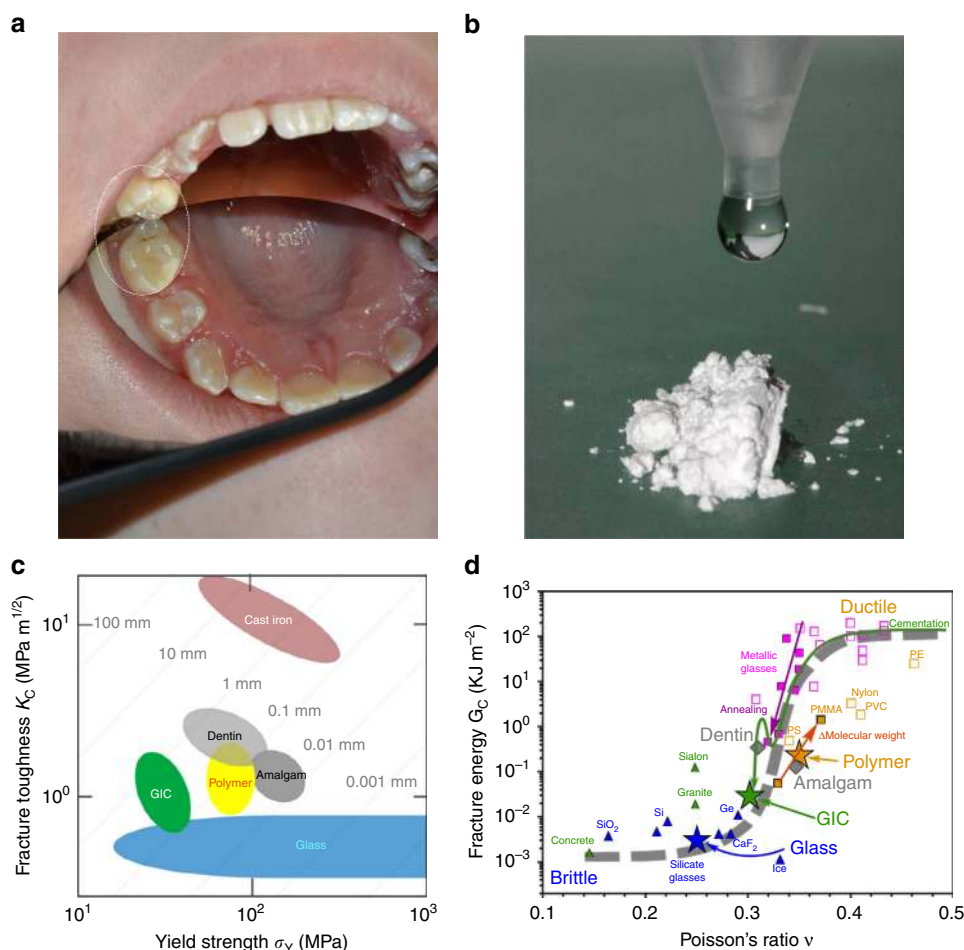 a
b
c
Fracture toughness K_C (MPa m^1/2)
10^1
10^0
100 mm
10 mm
1 mm
0.1 mm
0.01 mm
0.001 mm
Cast iron
Dentin
Polymer
Amalgam
GIC
Glass
10^1
10^2
10^3
Yield strength σ_Y (MPa)
d
Fracture energy G_C (KJ m^−2)
10^3
10^2
10^1
10^0
10^−1
10^−2
10^−3
Ductile
Cementation
Metallic
glasses
PE
Annealing
Nylon
PVC
PMMA
PS
ΔMolecular weight
Dentin
Sialon
Polymer
Amalgam
Granite
GIC
Si
Ge
SiO₂
Concrete
CaF₂
Glass
Silicate
glasses
Ice
Brittle
0.1
0.2
0.3
0.4
0.5
Poisson's ratio ν